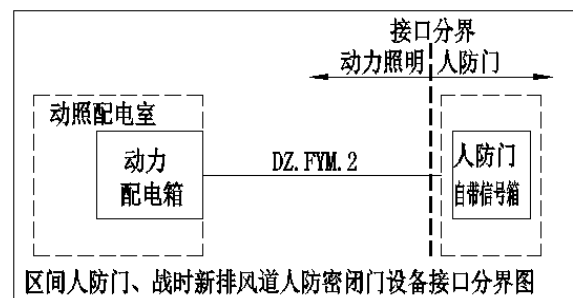 接口分界
动力照明 人防门
动照配电室
动力
配电箱
DZ.FYM.2
人防门
自带信号箱
区间人防门、战时新排风道人防密闭门设备接口分界图